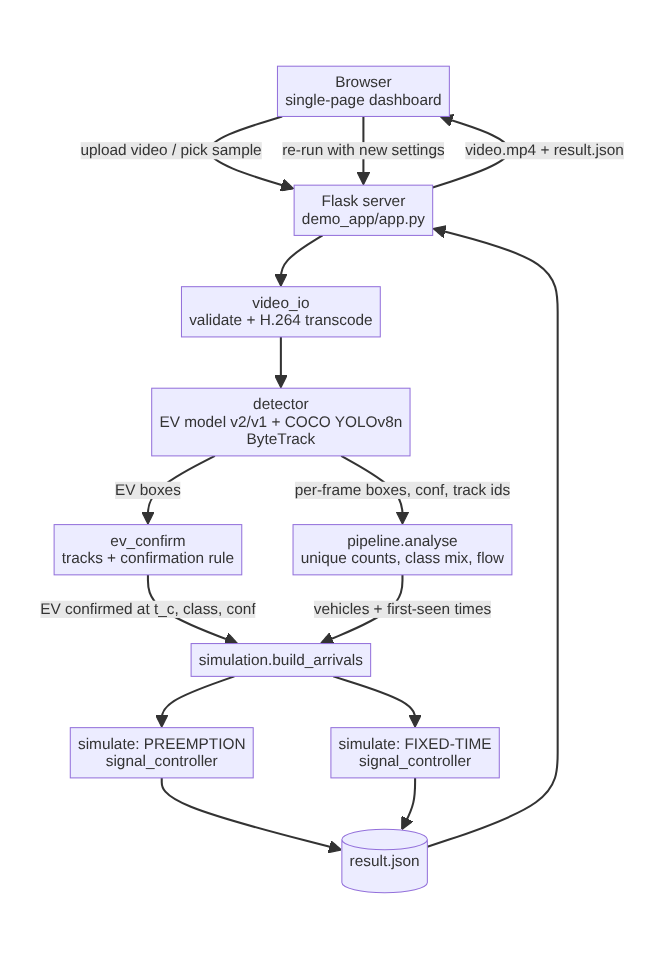 Browser
single-page dashboard
upload video / pick sample
re-run with new settings
video.mp4 + result.json
Flask server
demo_app/app.py
video_io
validate + H.264 transcode
detector
EV model v2/v1 + COCO YOLOv8n
ByteTrack
EV boxes
per-frame boxes, conf, track ids
ev_confirm
tracks + confirmation rule
pipeline.analyse
unique counts, class mix, flow
EV confirmed at t_c, class, conf
vehicles + first-seen times
simulation.build_arrivals
simulate: PREEMPTION
signal_controller
simulate: FIXED-TIME
signal_controller
result.json